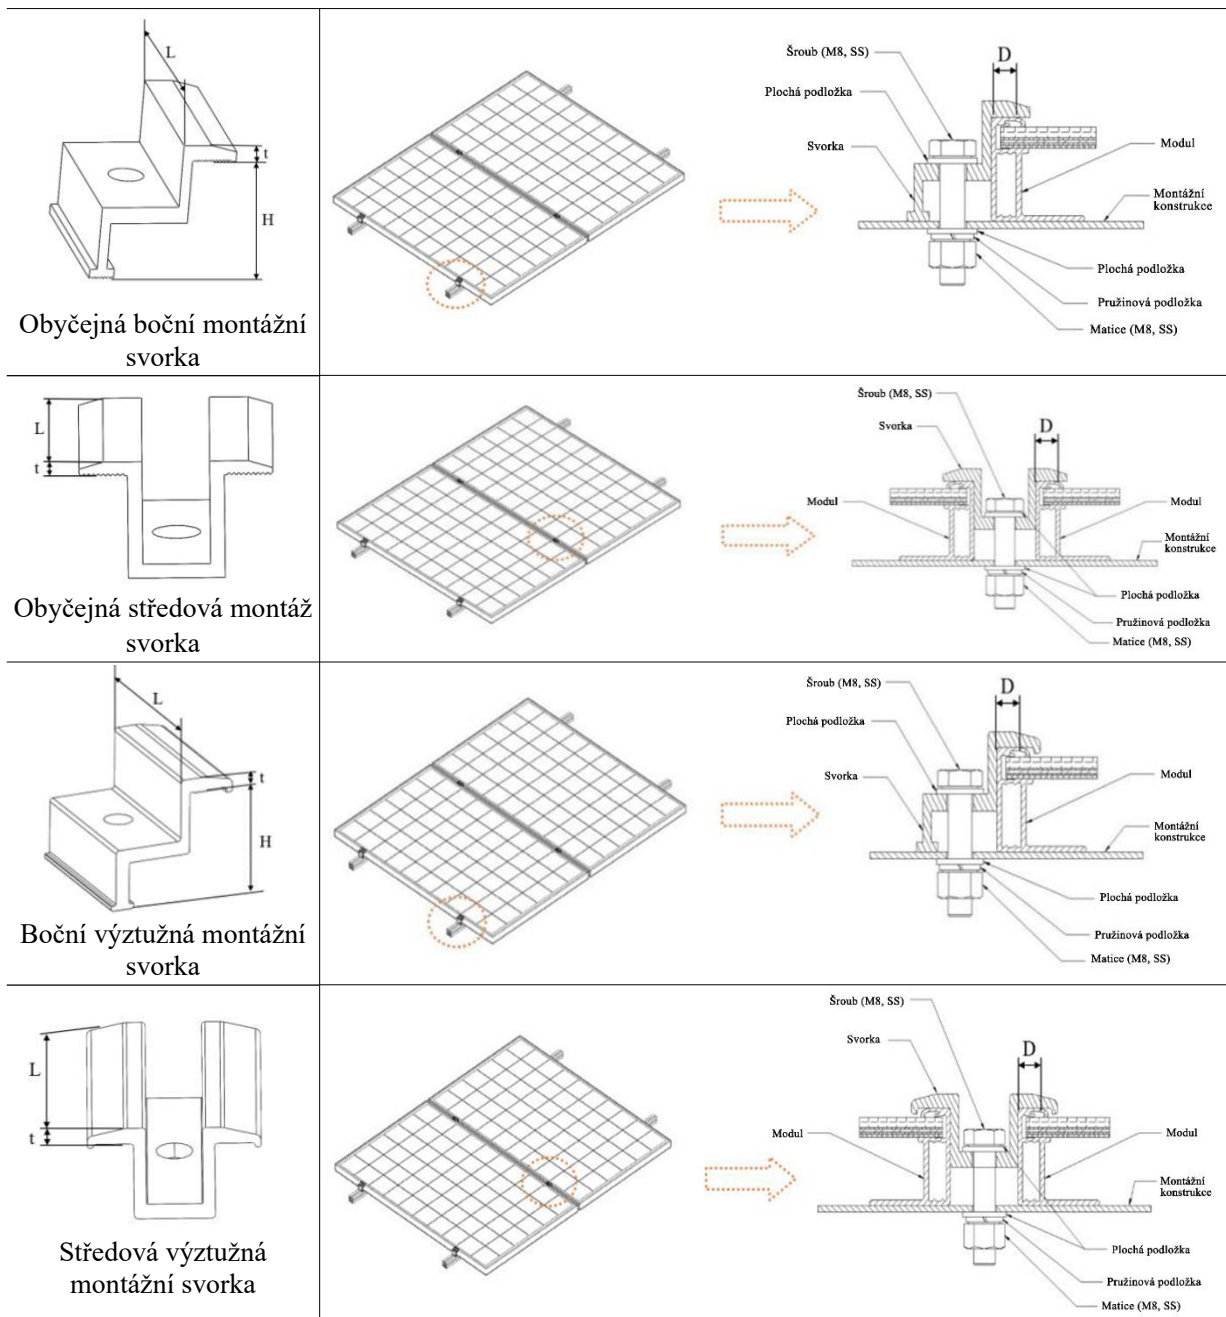 L
t
H
Obyčejná boční montážní
svorka
Šroub (M8, SS)
D
Plochá podložka
Svorka
Modul
Montážní
konstrukce
Plochá podložka
Pružinová podložka
Matice (M8, SS)
L
t
Obyčejná středová montáž
svorka
Šroub (M8, SS)
Svorka
D
Modul
Modul
Montážní
konstrukce
Plochá podložka
Pružinová podložka
Matice (M8, SS)
L
t
H
Boční výztužná montážní
svorka
Šroub (M8, SS)
D
Plochá podložka
Svorka
Modul
Montážní
konstrukce
Plochá podložka
Pružinová podložka
Matice (M8, SS)
L
t
Středová výztužná
montážní svorka
Šroub (M8, SS)
Svorka
D
Modul
Modul
Montážní
konstrukce
Plochá podložka
Pružinová podložka
Matice (M8, SS)